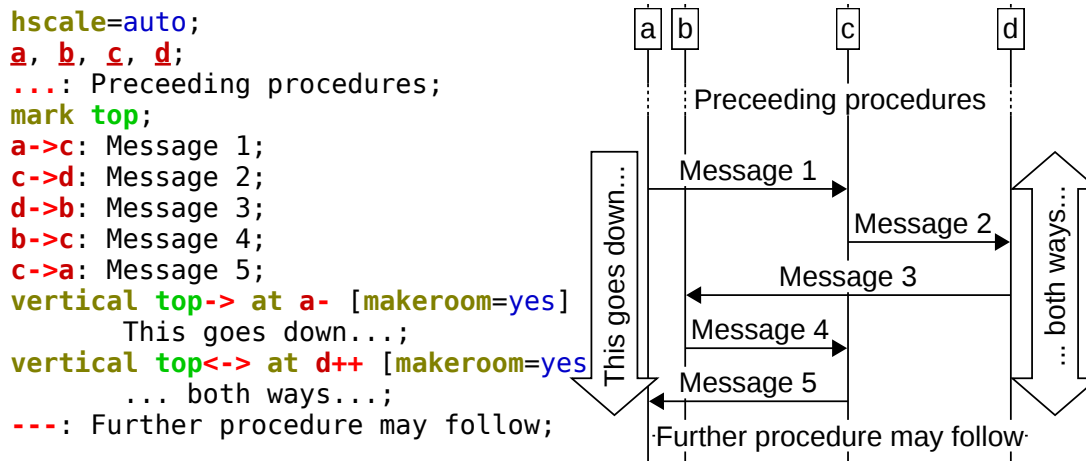 hscale=auto;
a, b, c, d;
...: Preceeding procedures;
mark top;
a->c: Message 1;
c->d: Message 2;
d->b: Message 3;
b->c: Message 4;
c->a: Message 5;
vertical top-> at a- [makeroom=yes]
This goes down...;
vertical top<-> at d++ [makeroom=yes
... both ways...;
---: Further procedure may follow;
a b c d
Preceeding procedures
Message 1
Message 2
Message 3
Message 4
Message 5
This goes down...
... both ways...
Further procedure may follow